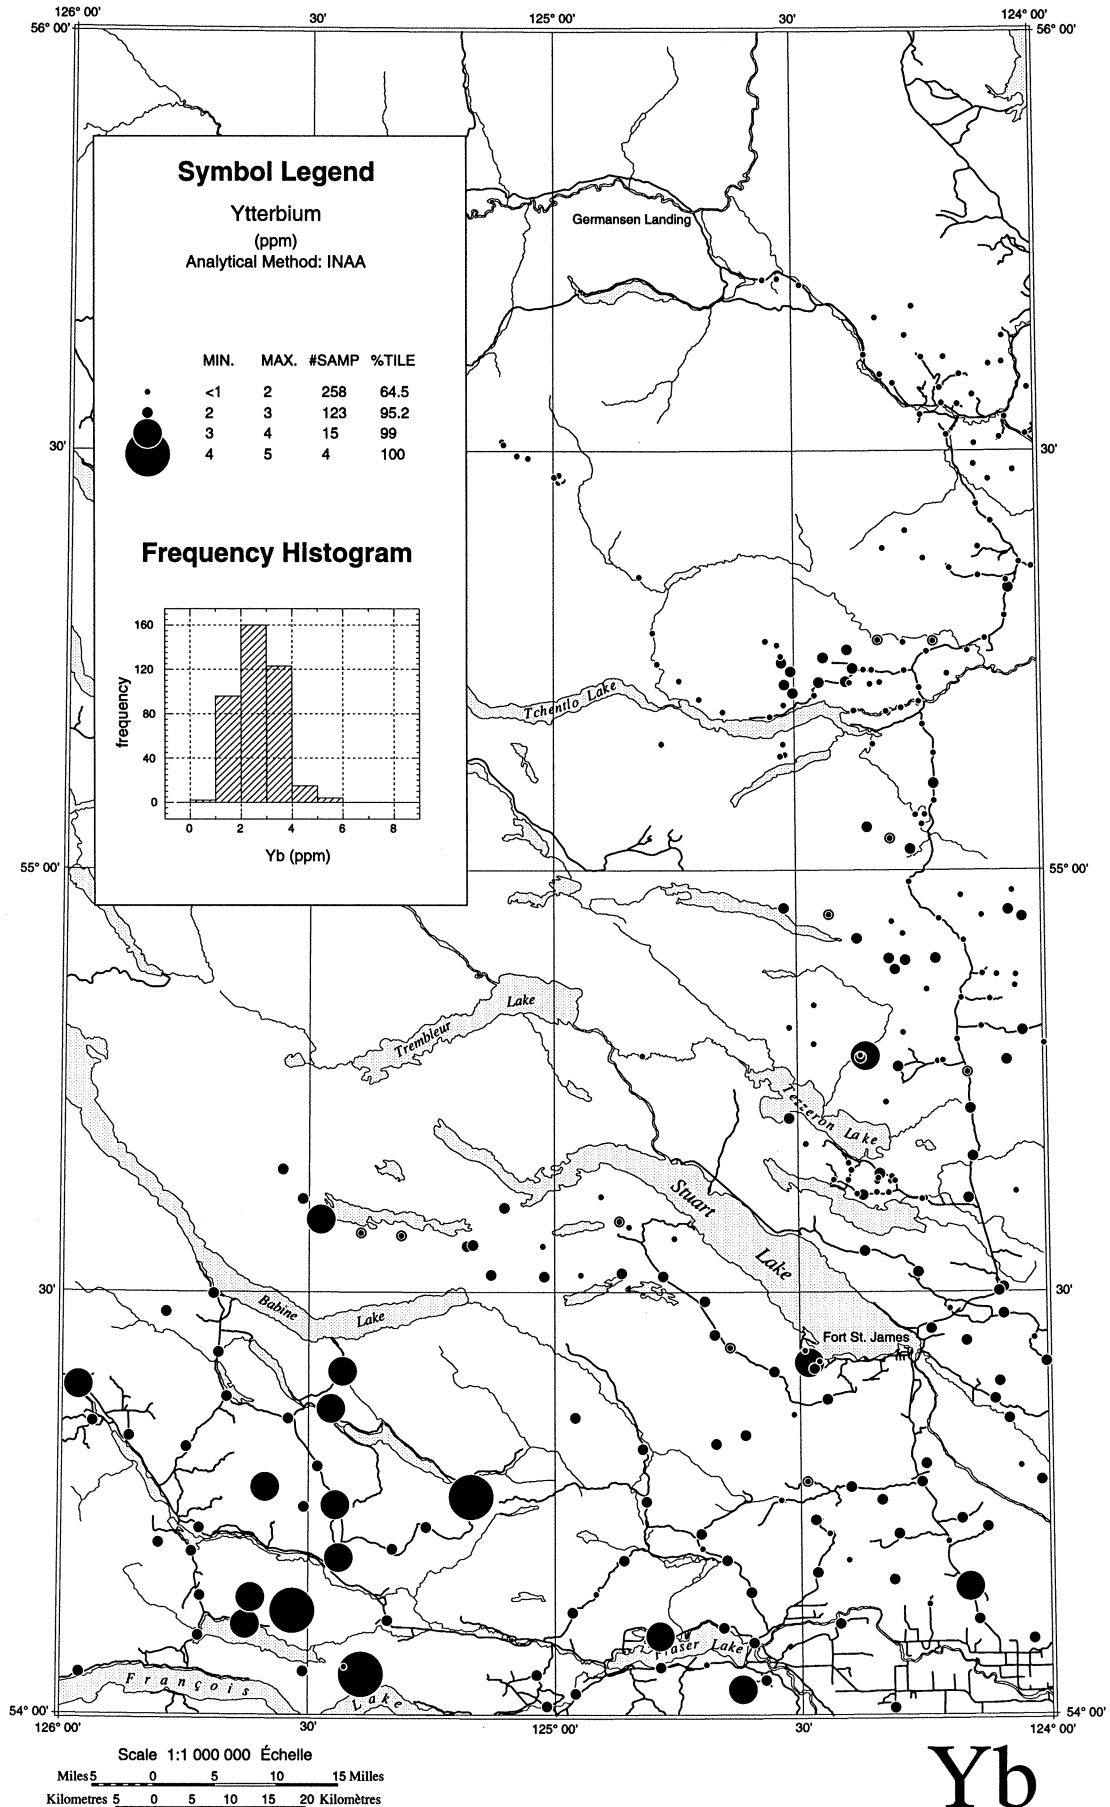 126° 00' 30' 125° 00' 30' 124° 00'
56° 00' 56° 00'
Symbol Legend
Ytterbium
(ppm)
Analytical Method: INAA
Germansen Landing
MIN. MAX. #SAMP %TILE
<1 2 258 64.5
2 3 123 95.2
3 4 15 99
4 5 4 100
30' 30'
Frequency Histogram
160
120
80
40
0
frequency
0 2 4 6 8
Yb (ppm)
Tchentlo Lake
55° 00' 55° 00'
Trembleur Lake
Tezzeron Lake
Stuart Lake
30' 30'
Babine Lake
Fort St. James
Fraser Lake
François Lake
54° 00' 54° 00'
126° 00' 30' 125° 00' 30' 124° 00'
Scale 1:1 000 000 Échelle
Miles 5 0 5 10 15 Milles
Kilometres 5 0 5 10 15 20 Kilomètres
Yb